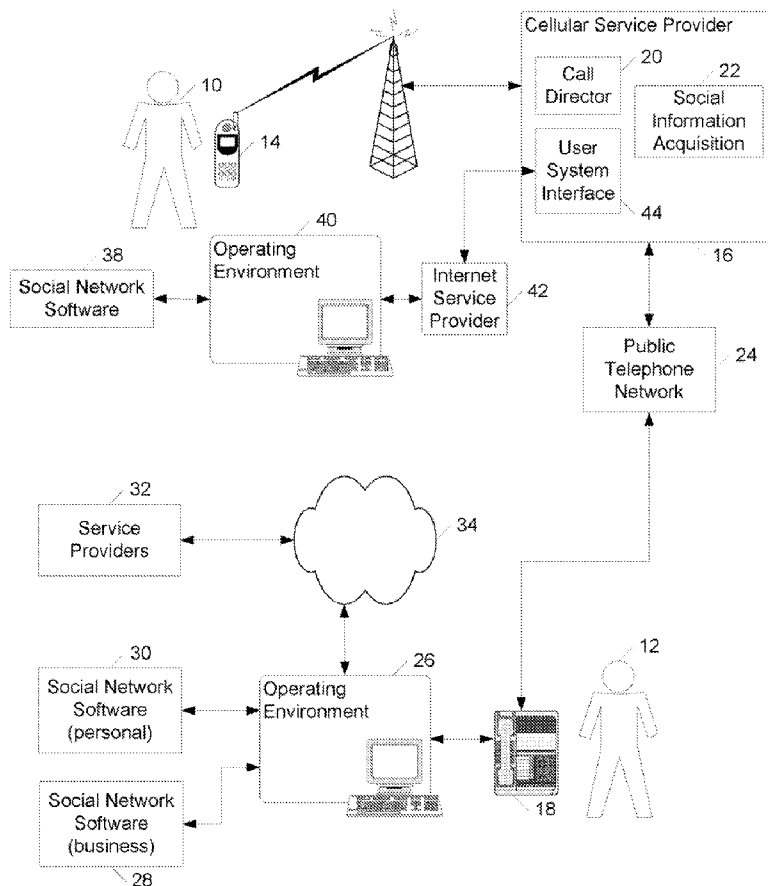 Cellular Service Provider
20
22
Call
Director
Social
Information
Acquisition
User
System
Interface
44
16
10
14
40
Operating
Environment
38
Social Network
Software
Internet
Service
Provider
42
Public
Telephone
Network
24
32
Service
Providers
34
30
Social Network
Software
(personal)
26
Operating
Environment
12
18
Social Network
Software
(business)
28